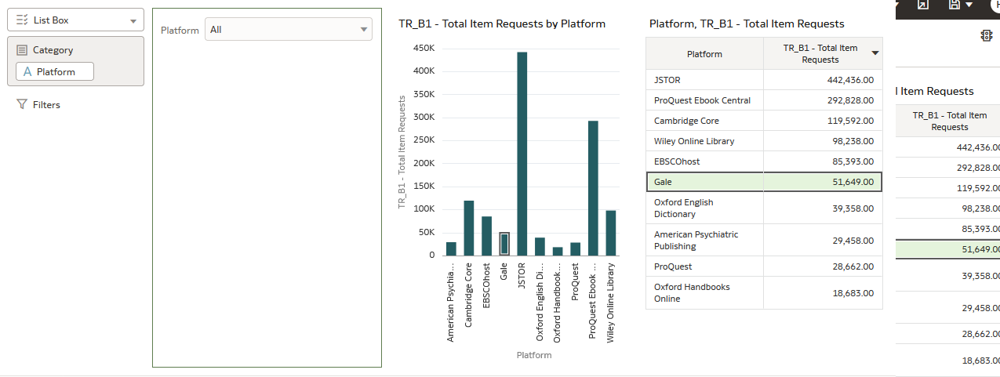 List Box
Category
A Platform
Filters
Platform All
TR_B1 - Total Item Requests by Platform
TR_B1 - Total Item Requests
450K
400K
350K
300K
250K
200K
150K
100K
50K
0
American Psychia...
Cambridge Core
EBSCOhost
Gale
JSTOR
Oxford English Di...
Oxford Handbook...
ProQuest
ProQuest Ebook ...
Wiley Online Library
Platform
Platform, TR_B1 - Total Item Requests
Platform
TR_B1 - Total Item
Requests
JSTOR 442,436.00
ProQuest Ebook Central 292,828.00
Cambridge Core 119,592.00
Wiley Online Library 98,238.00
EBSCOhost 85,393.00
Gale 51,649.00
Oxford English
Dictionary 39,358.00
American Psychiatric
Publishing 29,458.00
ProQuest 28,662.00
Oxford Handbooks
Online 18,683.00
l Item Requests
TR_B1 - Total Item
Requests
442,436.00
292,828.00
119,592.00
98,238.00
85,393.00
51,649.00
39,358.00
29,458.00
28,662.00
18,683.00